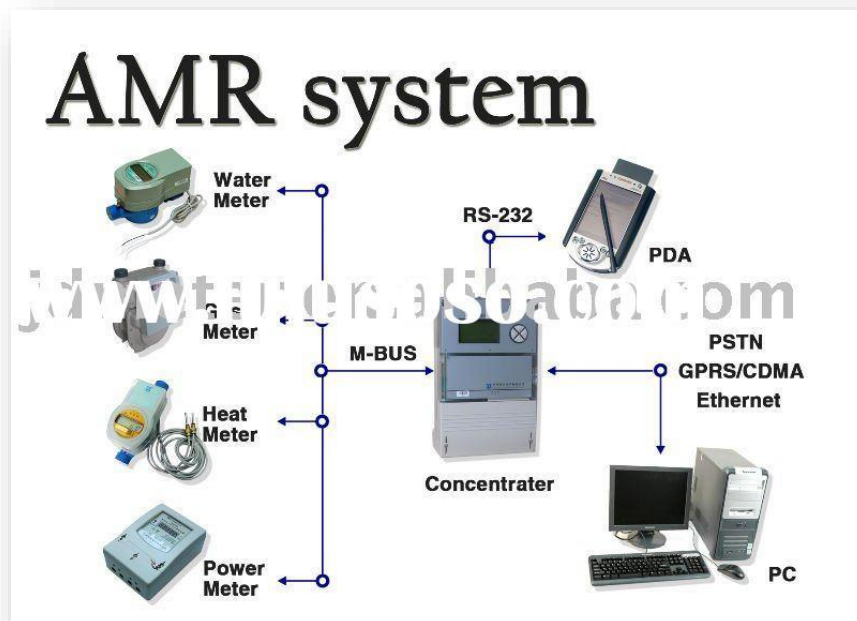 AMR system
Water
Meter
RS-232
PDA
Meter
M-BUS
PSTN
GPRS/CDMA
Ethernet
Heat
Meter
Concentrater
Power
Meter
PC